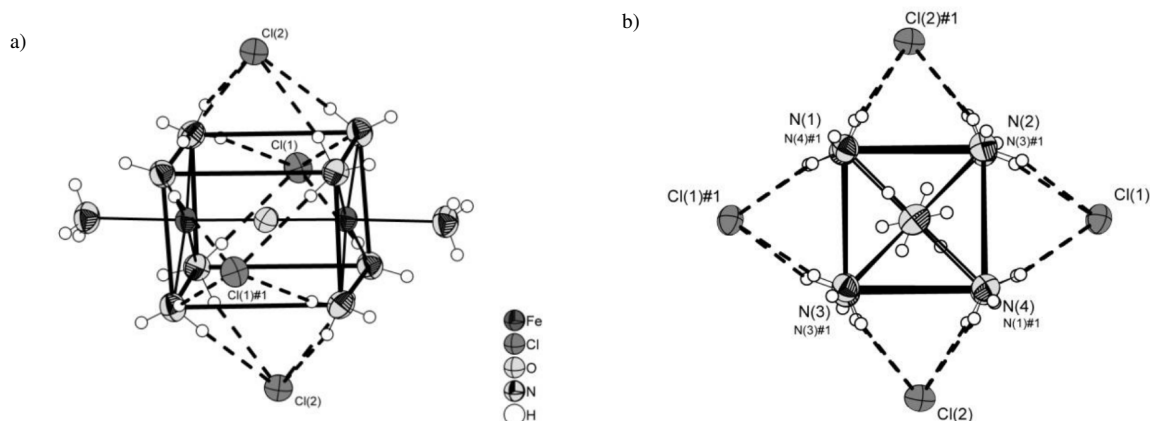 a)
Cl(2)
Cl(1)
Cl(1)#1
Cl(2)
Fe
Cl
O
N
H
b)
Cl(2)#1
N(1)
N(4)#1
N(2)
N(3)#1
Cl(1)#1
Cl(1)
N(3)
N(3)#1
N(4)
N(1)#1
Cl(2)